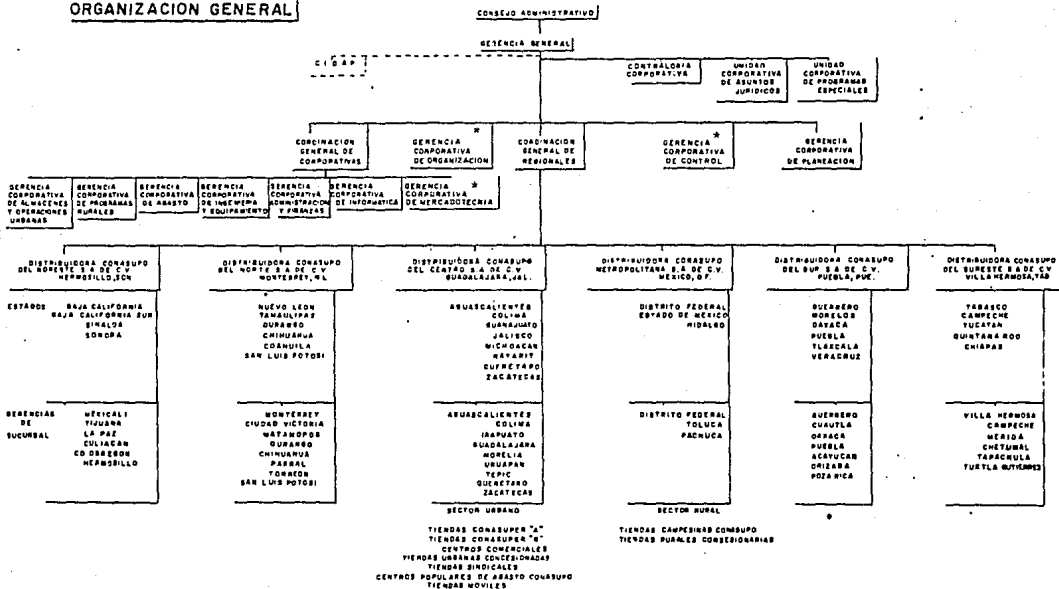 ORGANIZACION GENERAL
CONSEJO ADMINISTRATIVO
GERENCIA GENERAL
CONTRALORIA
CORPORATIVA
UNIDAD
CORPORATIVA
DE ASUNTOS
JURIDICOS
UNIDAD
CORPORATIVA
DE PROGRAMAS
ESPECIALES
CORDINACION
GENERAL DE
CORPORATIVAS
*
GERENCIA
CORPORATIVA
DE ORGANIZACION
CORDINACION
GENERAL DE
REGIONALES
*
GERENCIA
CORPORATIVA
DE CONTROL
GERENCIA
CORPORATIVA
DE PLANEACION
GERENCIA
CORPORATIVA
DE ALMACENES
Y OPERACIONES
URBANAS
GERENCIA
CORPORATIVA
DE PROGRAMAS
RURALES
GERENCIA
CORPORATIVA
DE ABASTO
GERENCIA
CORPORATIVA
DE INGENIERIA
Y EQUIPAMIENTO
GERENCIA
CORPORATIVA
ADMINISTRACION
Y FINANZAS
GERENCIA
CORPORATIVA
DE INFORMATICA
GERENCIA *
CORPORATIVA
DE MERCADOTECNIA
DISTRIBUIDORA CONASUPO
DEL NOROESTE S.A DE C.V.
HERMOSILLO, SON
DISTRIBUIDORA CONASUPO
DEL NORTE S.A DE C.V
MONTERREY, N.L
DISTRIBUIDORA CONASUPO
DEL CENTRO S.A DE C.V
GUADALAJARA, JAL.
DISTRIBUIDORA CONASUPO
METROPOLITANA S.A DE C.V.
MEXICO, D.F.
DISTRIBUIDORA CONASUPO
DEL SUR S.A DE C.V.
PUEBLA, PUE.
DISTRIBUIDORA CONASUPO
DEL SURESTE S A DE C V
VILLAHERMOSA, TAB
ESTADOS
BAJA CALIFORNIA
BAJA CALIFORNIA SUR
SINALOA
SONORA
NUEVO LEON
TAMAULIPAS
DURANGO
CHIHUAHUA
COAHUILA
SAN LUIS POTOSI
AGUASCALIENTES
COLIMA
GUANAJUATO
JALISCO
MICHOACAN
NAYARIT
QUERETARO
ZACATECAS
DISTRITO FEDERAL
ESTADO DE MEXICO
HIDALGO
GUERRERO
MORELOS
OAXACA
PUEBLA
TLAXCALA
VERACRUZ
TABASCO
CAMPECHE
YUCATAN
QUINTANA ROO
CHIAPAS
GERENCIAS
DE
SUCURSAL
MEXICALI
TIJUANA
LA PAZ
CULIACAN
CD OBREGON
HERMOSILLO
MONTERREY
CIUDAD VICTORIA
MATAMOROS
DURANGO
CHIHUAHUA
PARRAL
TORREON
SAN LUIS POTOSI
AGUASCALIENTES
COLIMA
IRAPUATO
GUADALAJARA
MORELIA
URUAPAN
TEPIC
QUERETARO
ZACATECAS
DISTRITO FEDERAL
TOLUCA
PACHUCA
GUERRERO
CUAUTLA
OAXACA
PUEBLA
ACAYUCAN
ORIZABA
POZA RICA
VILLA HERMOSA
CAMPECHE
MERIDA
CHETUMAL
TAPACHULA
TUXTLA GUTIERREZ
SECTOR URBANO
SECTOR RURAL
TIENDAS CONASUPER "A"
TIENDAS CONASUPER "B"
CENTROS COMERCIALES
TIENDAS URBANAS CONCESIONADAS
TIENDAS SINDICALES
CENTROS POPULARES DE ABASTO CONASUPO
TIENDAS MOVILES
TIENDAS CAMPESINAS CONASUPO
TIENDAS RURALES CONSESIONARIAS